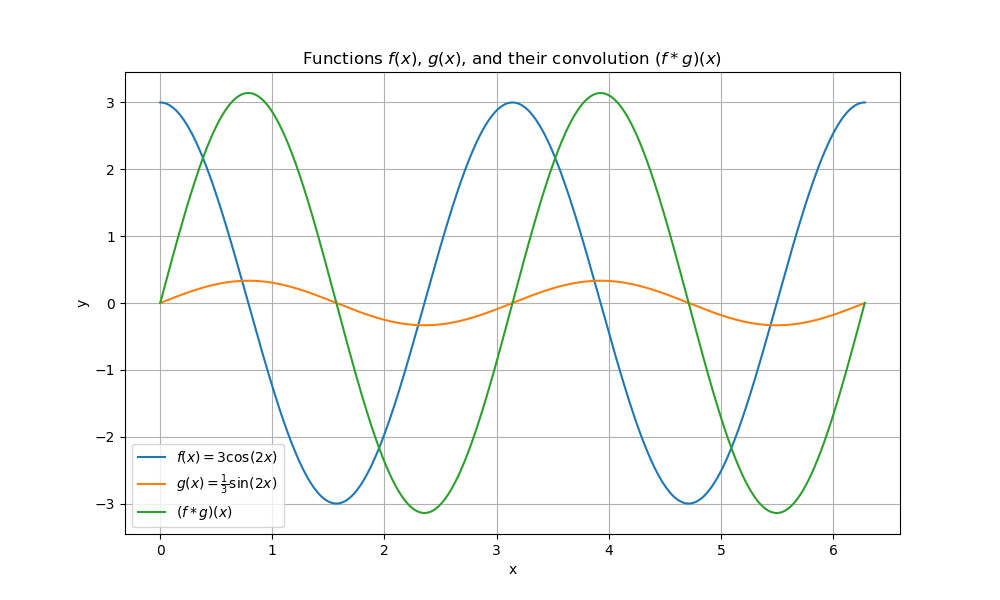 Functions f(x), g(x), and their convolution (f * g)(x)
y
3
2
1
0
−1
−2
−3
f(x) = 3cos(2x)
g(x) = 1/3 sin(2x)
(f * g)(x)
0 1 2 3 4 5 6
x